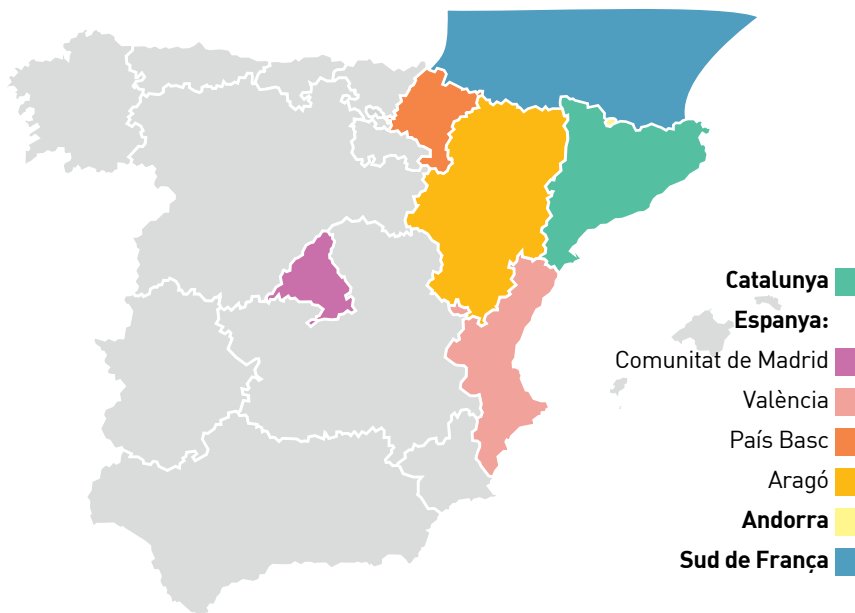 Catalunya
Espanya:
Comunitat de Madrid
València
País Basc
Aragó
Andorra
Sud de França